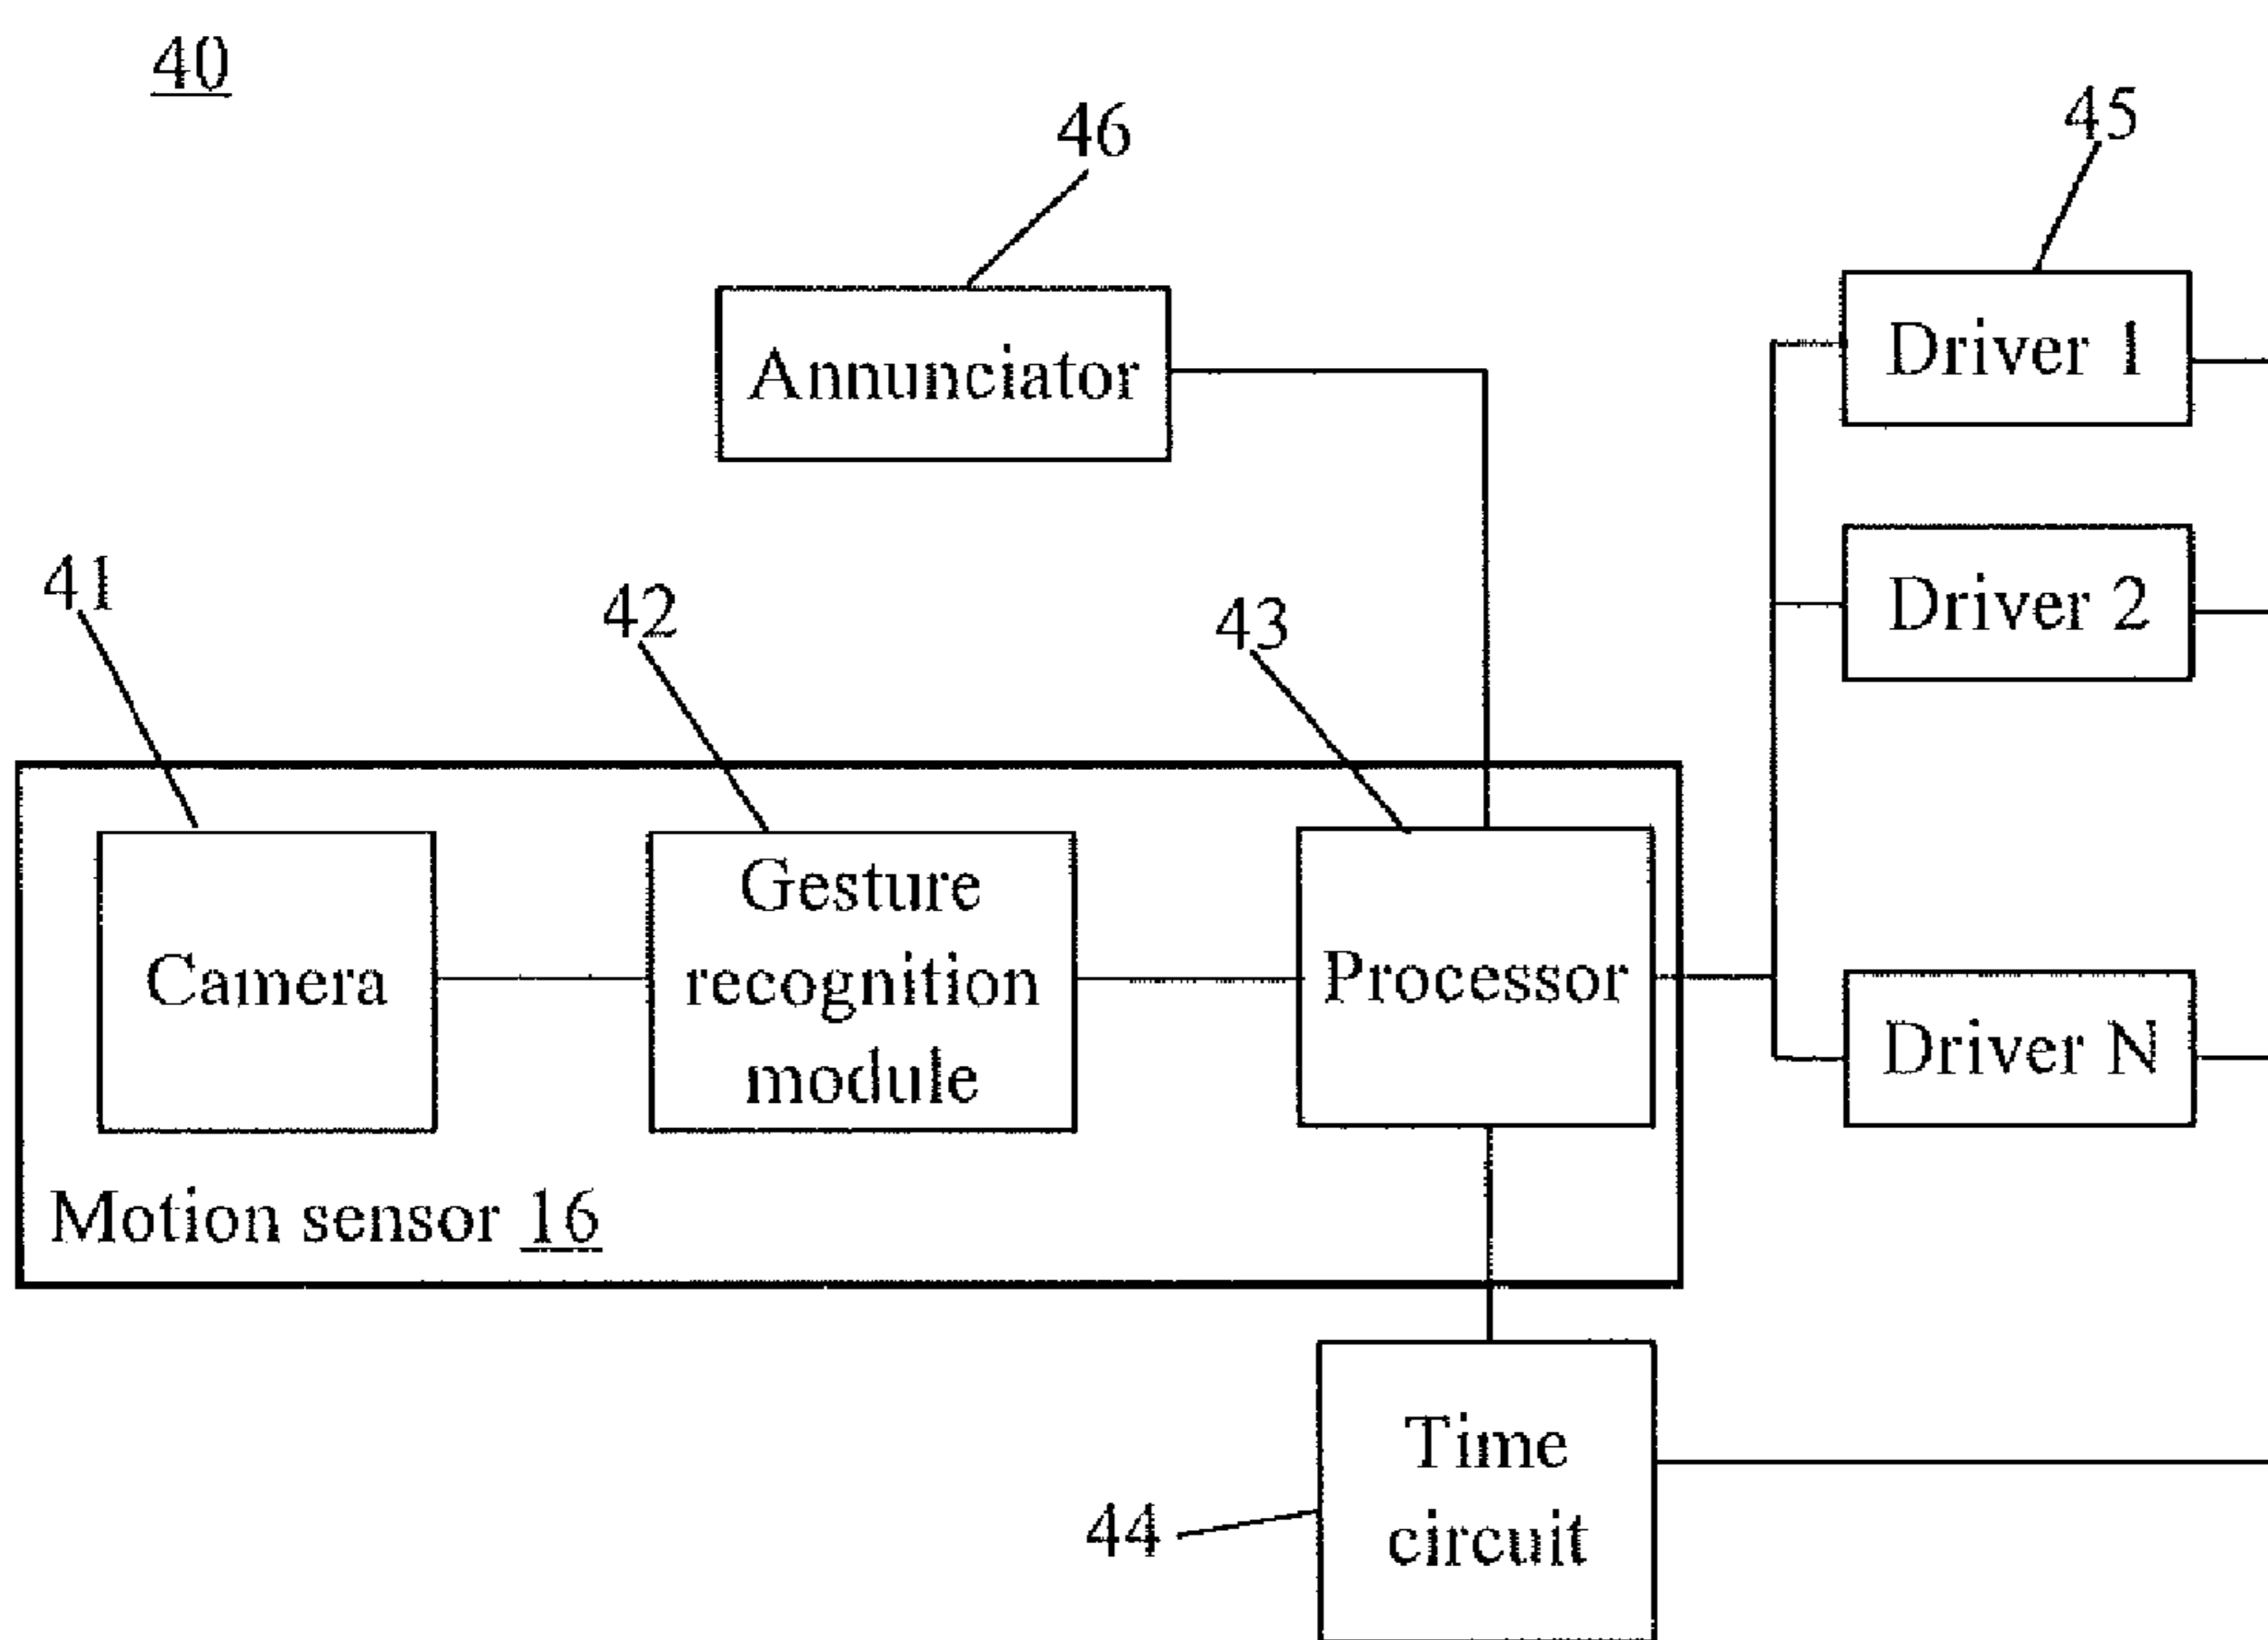 40
46
45
Annunciator
Driver 1
Driver 2
41
42
43
Camera
Gesture
recognition
module
Processor
Driver N
Motion sensor 16
44
Time
circuit